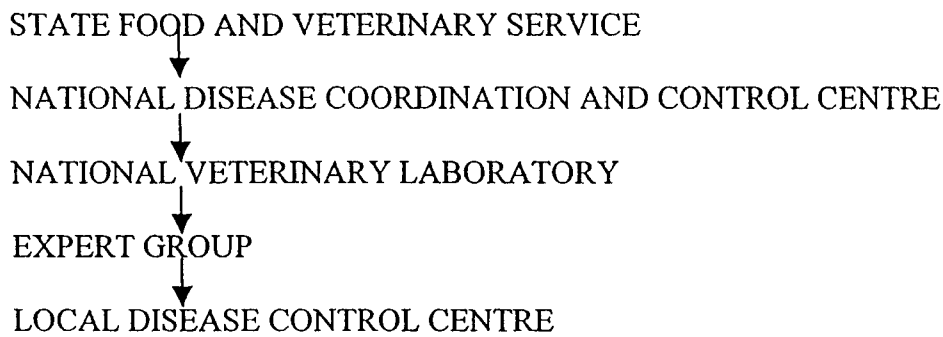 STATE FOOD AND VETERINARY SERVICE
NATIONAL DISEASE COORDINATION AND CONTROL CENTRE
NATIONAL VETERINARY LABORATORY
EXPERT GROUP
LOCAL DISEASE CONTROL CENTRE